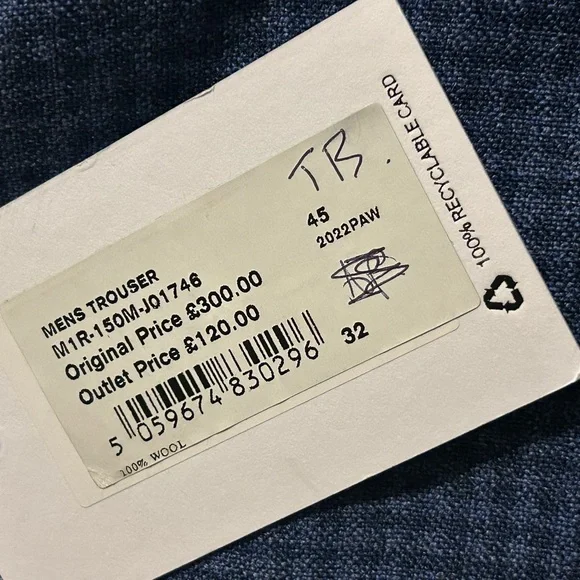 TB.
45
2022PAW
MENS TROUSER
M1R-150M-J01746
Original Price £300.00
Outlet Price £120.00
32
5 059674 830296
100% WOOL
100% RECYCLABLE CARD